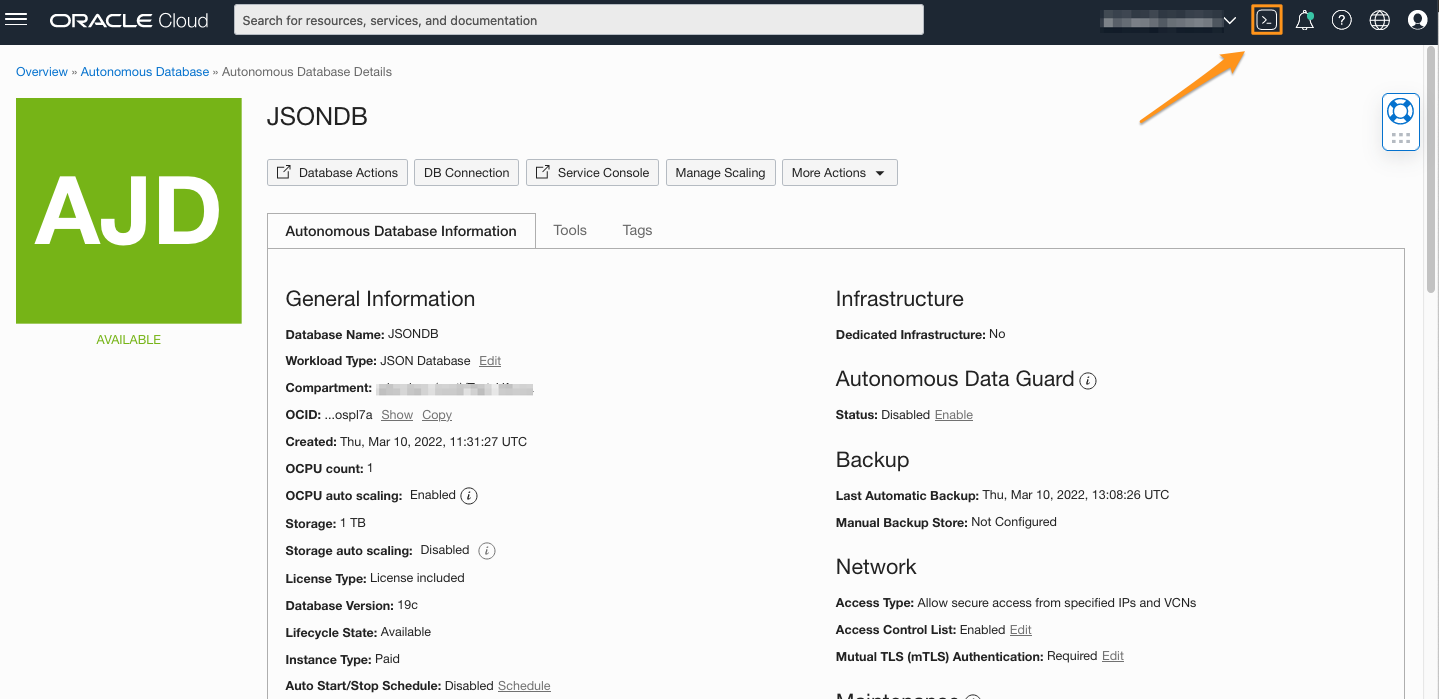 ORACLE Cloud
Search for resources, services, and documentation
Overview » Autonomous Database » Autonomous Database Details
AJD
AVAILABLE
JSONDB
Database Actions
DB Connection
Service Console
Manage Scaling
More Actions
Autonomous Database Information
Tools
Tags
General Information
Database Name: JSONDB
Workload Type: JSON Database Edit
Compartment:
OCID: ...ospl7a Show Copy
Created: Thu, Mar 10, 2022, 11:31:27 UTC
OCPU count: 1
OCPU auto scaling: Enabled
Storage: 1 TB
Storage auto scaling: Disabled
License Type: License included
Database Version: 19c
Lifecycle State: Available
Instance Type: Paid
Auto Start/Stop Schedule: Disabled Schedule
Infrastructure
Dedicated Infrastructure: No
Autonomous Data Guard
Status: Disabled Enable
Backup
Last Automatic Backup: Thu, Mar 10, 2022, 13:08:26 UTC
Manual Backup Store: Not Configured
Network
Access Type: Allow secure access from specified IPs and VCNs
Access Control List: Enabled Edit
Mutual TLS (mTLS) Authentication: Required Edit
Maintenance